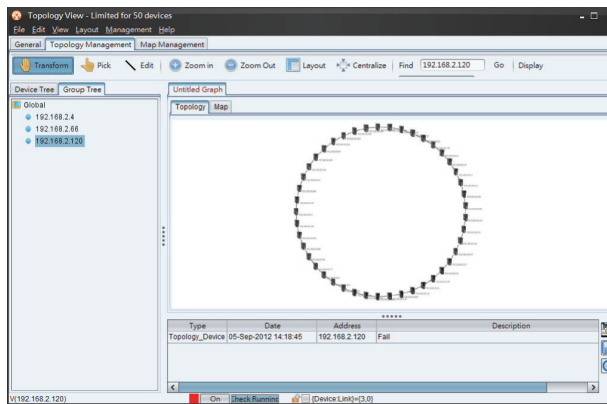 Topology View - Limited for 50 devices
File Edit View Layout Management Help
General Topology Management Map Management
Transform Pick Edit Zoom in Zoom Out Layout Centralize Find 192.168.2.120 Go Display
Device Tree Group Tree
Untitled Graph
Global
Topology Map
192.168.2.4
192.168.2.66
192.168.2.120
Type Date Address Description
Topology_Device 05-Sep-2012 14:18:45 192.168.2.120 Fail
V(192.168.2.120) On Check Running {Device:Link}={3,0}